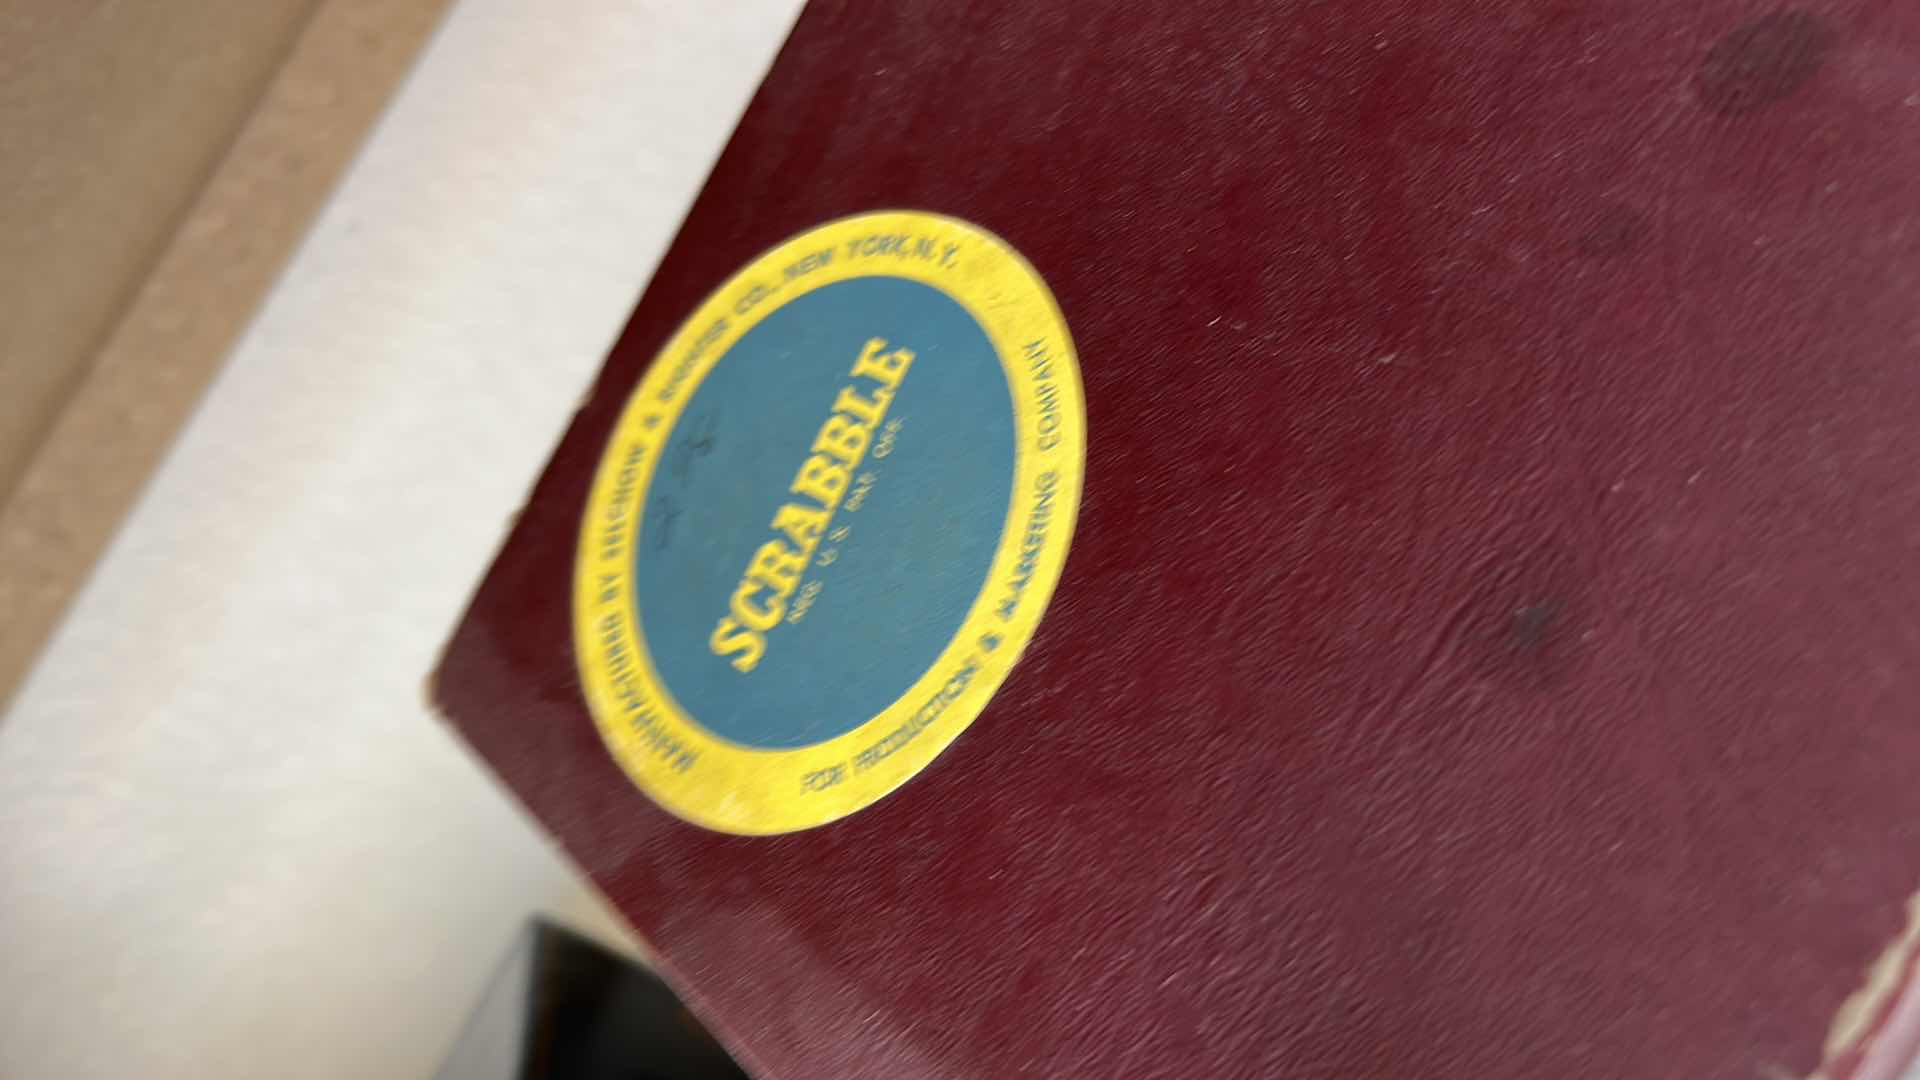 MANUFACTURED BY SELCHOW & RIGHTER CO., NEW YORK, N.Y.
SCRABBLE
REG. U.S. PAT. OFF.
FOR PRODUCTION & MARKETING COMPANY